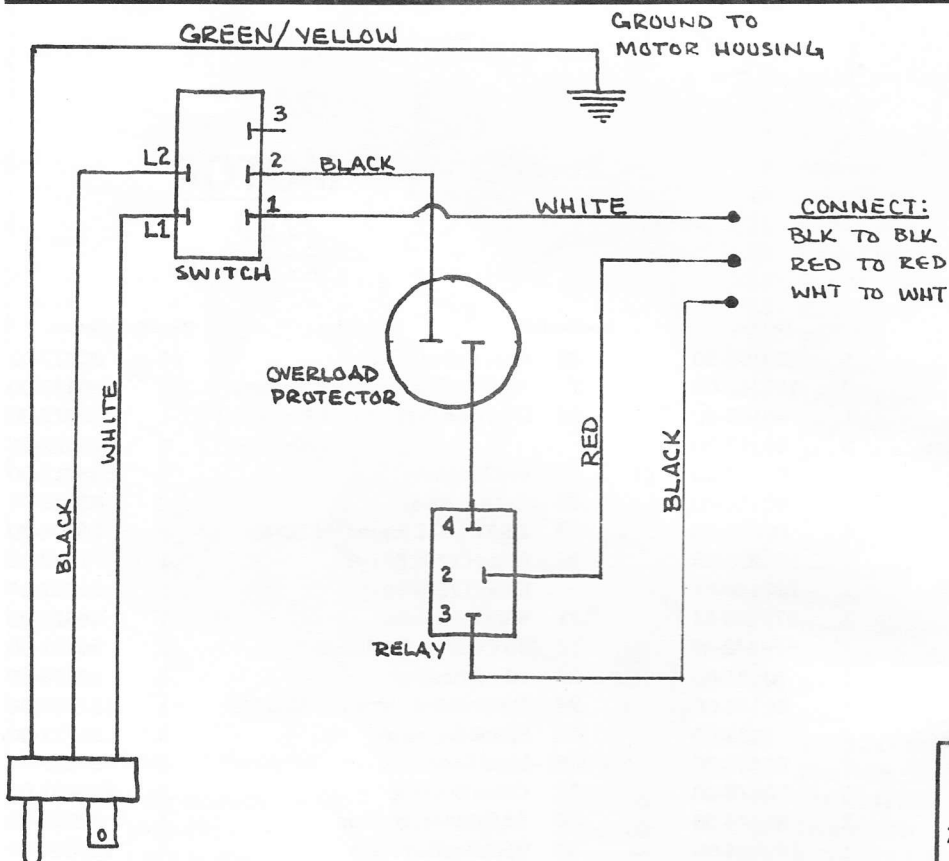 GREEN/YELLOW
GROUND TO
MOTOR HOUSING
3
L2
2
BLACK
L1
1
WHITE
SWITCH
CONNECT:
BLK TO BLK
RED TO RED
WHT TO WHT
OVERLOAD
PROTECTOR
WHITE
BLACK
RED
BLACK
4
2
3
RELAY